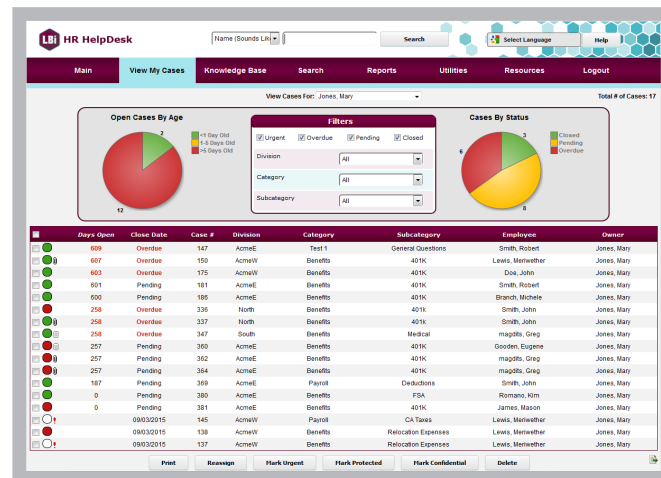 LBi HR HelpDesk Name (Sounds Lik Search Select Language Help
Main View My Cases Knowledge Base Search Reports Utilities Resources Logout
View Cases For: Jones, Mary Total # of Cases: 17
Open Cases By Age
2
12
<1 Day Old
1-5 Days Old
>5 Days Old
Filters
Urgent Overdue Pending Closed
Division All
Category All
Subcategory All
Cases By Status
3
6
8
Closed
Pending
Overdue
Days Open Close Date Case # Division Category Subcategory Employee Owner
609 Overdue 147 AcmeE Test 1 General Questions Smith, Robert Jones, Mary
607 Overdue 150 AcmeW Benefits 401K Lewis, Meriwether Jones, Mary
603 Overdue 175 AcmeW Benefits 401K Doe, John Jones, Mary
601 Pending 181 AcmeE Benefits 401K Smith, Robert Jones, Mary
600 Pending 186 AcmeE Benefits 401K Branch, Michele Jones, Mary
258 Overdue 336 North Benefits 401k Smith, John Jones, Mary
258 Overdue 337 North Benefits 401K Smith, John Jones, Mary
258 Overdue 347 South Benefits Medical magdits, Greg Jones, Mary
257 Pending 360 AcmeE Benefits 401K Gooden, Eugene Jones, Mary
257 Pending 362 AcmeW Benefits 401K magdits, Greg Jones, Mary
257 Pending 364 AcmeW Benefits 401K magdits, Greg Jones, Mary
187 Pending 369 AcmeE Payroll Deductions Smith, John Jones, Mary
0 Pending 380 AcmeE Benefits FSA Romano, Kim Jones, Mary
0 Pending 381 AcmeE Benefits 401K James, Mason Jones, Mary
09/03/2015 145 AcmeW Payroll CA Taxes Lewis, Meriwether Jones, Mary
09/03/2015 138 AcmeW Benefits Relocation Expenses Lewis, Meriwether Jones, Mary
09/03/2015 137 AcmeW Benefits Relocation Expenses Lewis, Meriwether Jones, Mary
Print Reassign Mark Urgent Mark Protected Mark Confidential Delete